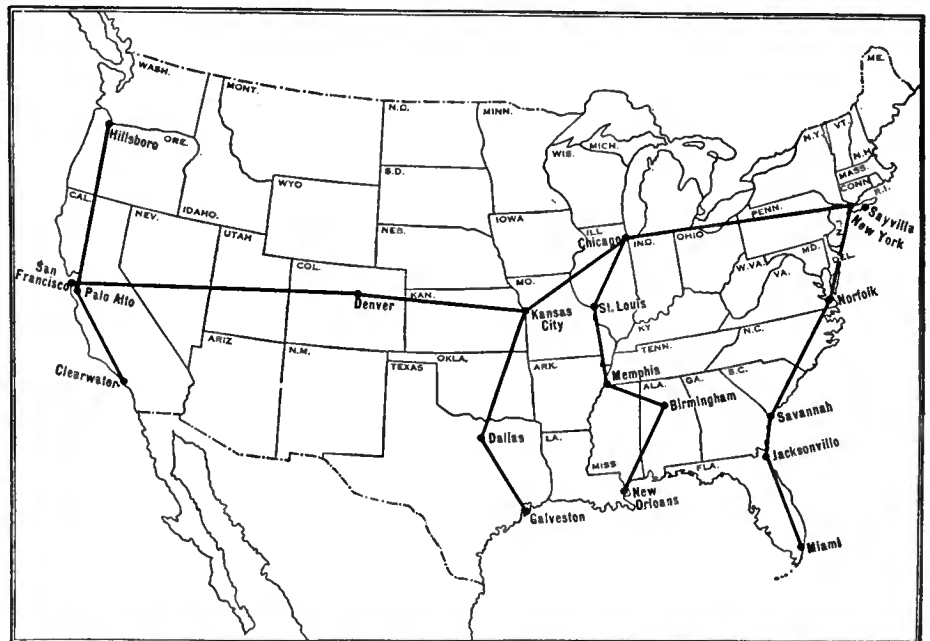 WASH.
MONT.
N.D.
MINN.
ME.
Hillsboro
ORE.
WIS.
MICH.
N.Y.
VT.
N.H.
MASS.
CONN.
R.I.
S.D.
WYO
IDAHO.
CAL.
NEV.
UTAH
NEB.
IOWA
ILL
Chicago
IND.
OHIO
PENN.
Sayvilla
New York
N.J.
MD.
DEL.
W.VA.
VA.
San
Francisco
Palo Alto
COL.
Denver
KAN.
MO.
Kansas
City
St. Louis
KY
Norfolk
ARIZ
N.M.
TEXAS
OKLA.
ARK.
TENN.
N.C.
Memphis
ALA.
GA.
S.C.
Clearwater
Birmingham
Savannah
Dallas
LA.
MISS
FLA.
Jacksonvillo
New
Orlans
Galveston
Miami